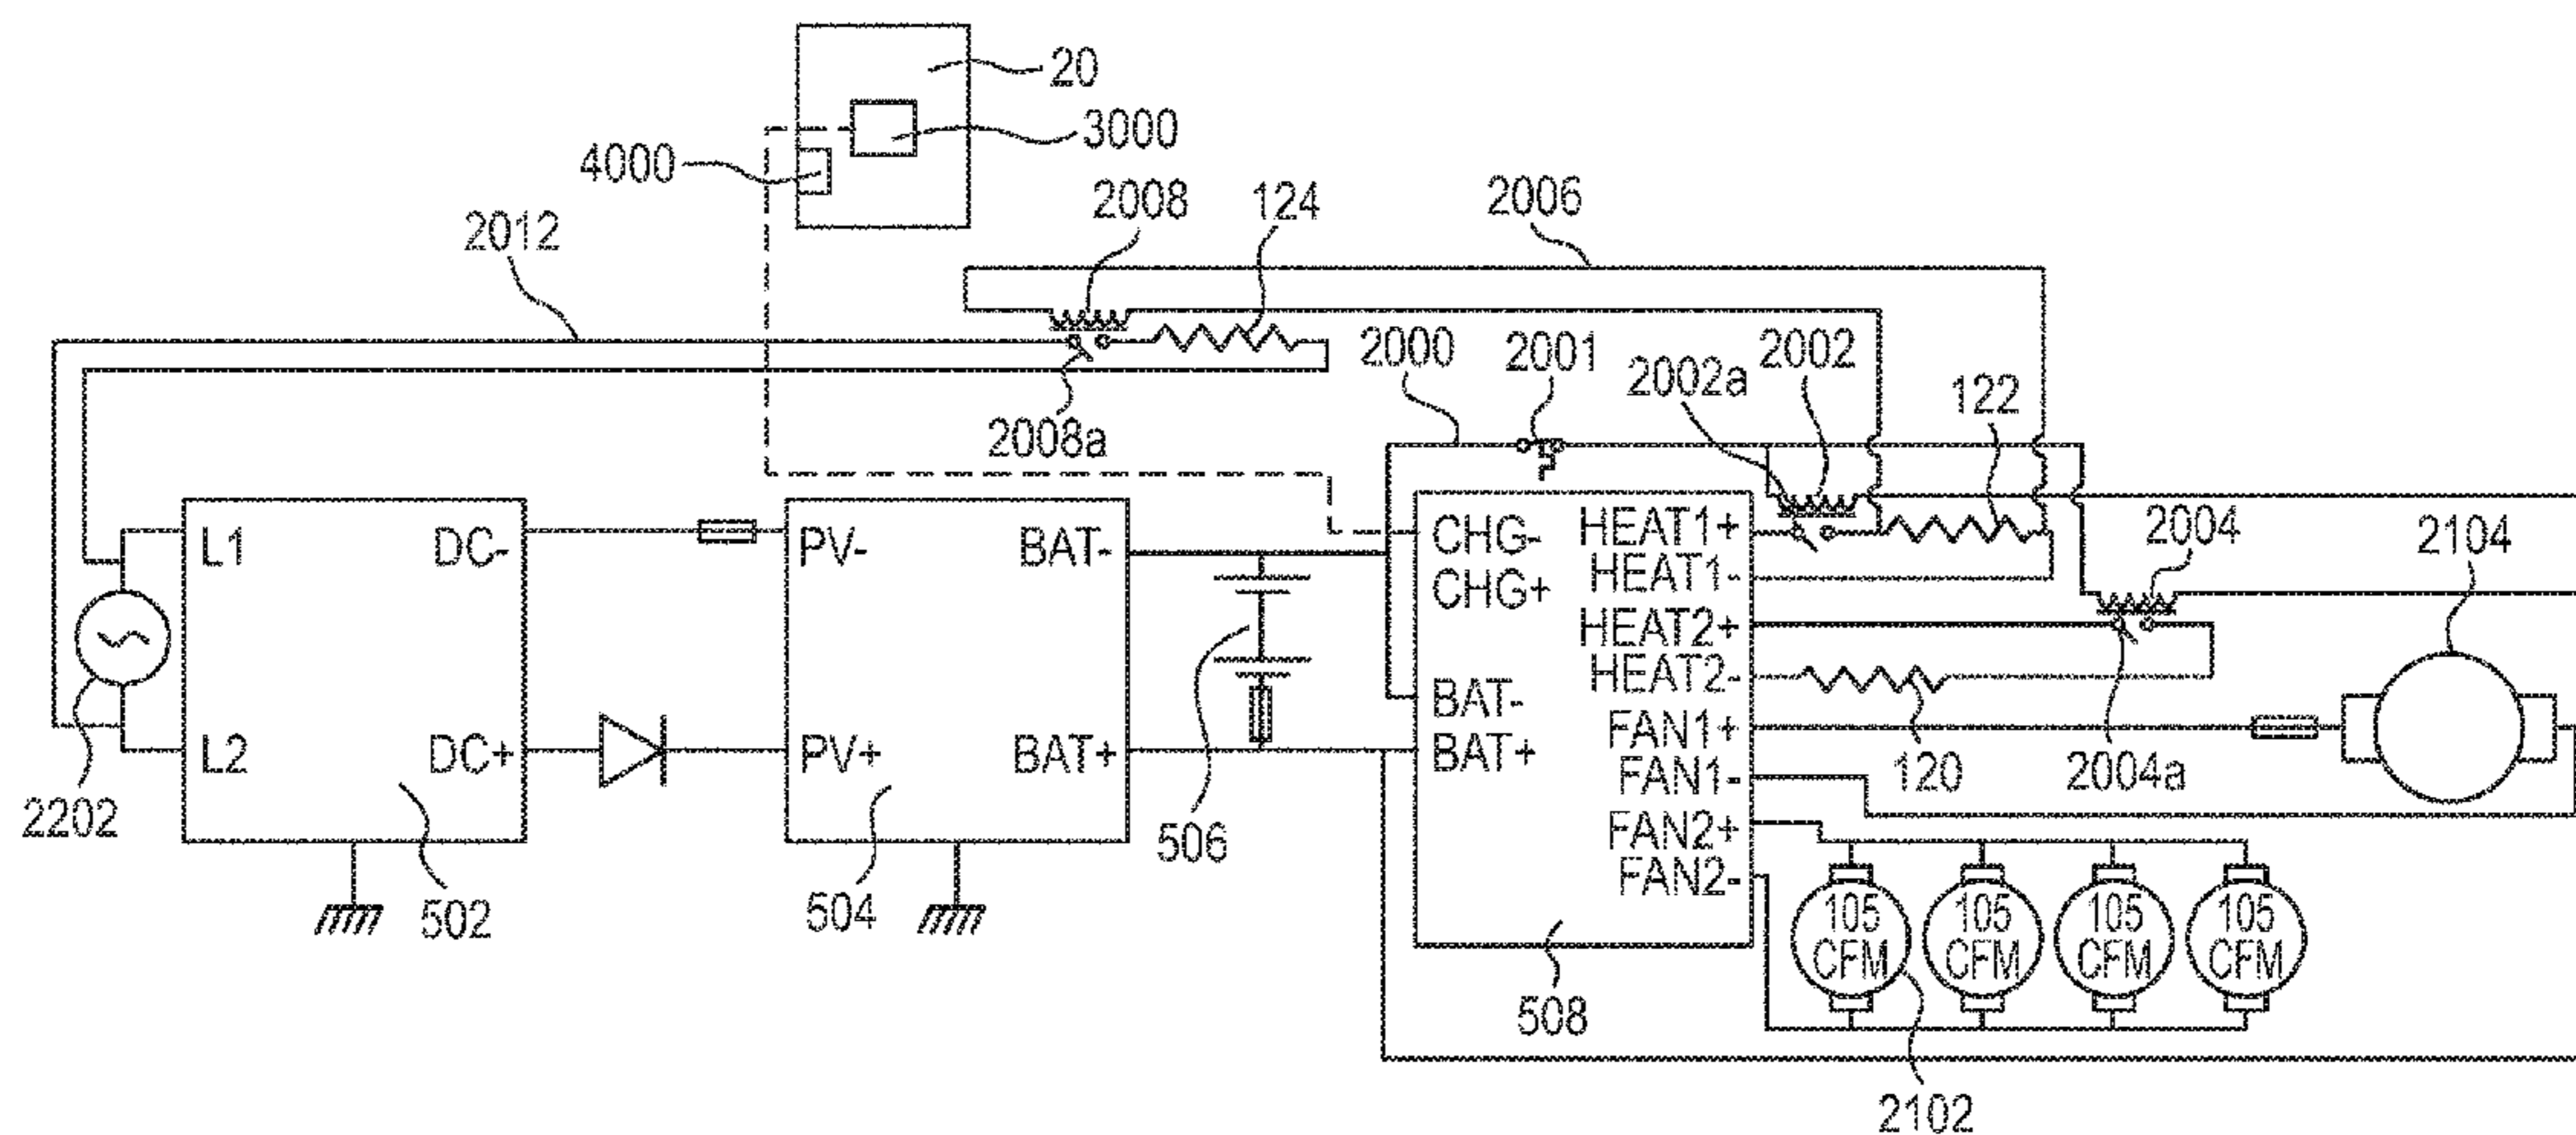 20
3000
4000
2008
124
2006
2012
2000
2001
2002a
2002
122
2008a
L1
DC-
PV-
BAT-
CHG-
CHG+
HEAT1+
HEAT1-
HEAT2+
HEAT2-
2004
2104
BAT-
BAT+
FAN1+
FAN1-
FAN2+
FAN2-
L2
DC+
PV+
BAT+
120
2004a
2202
502
504
506
508
105
CFM
105
CFM
105
CFM
105
CFM
2102